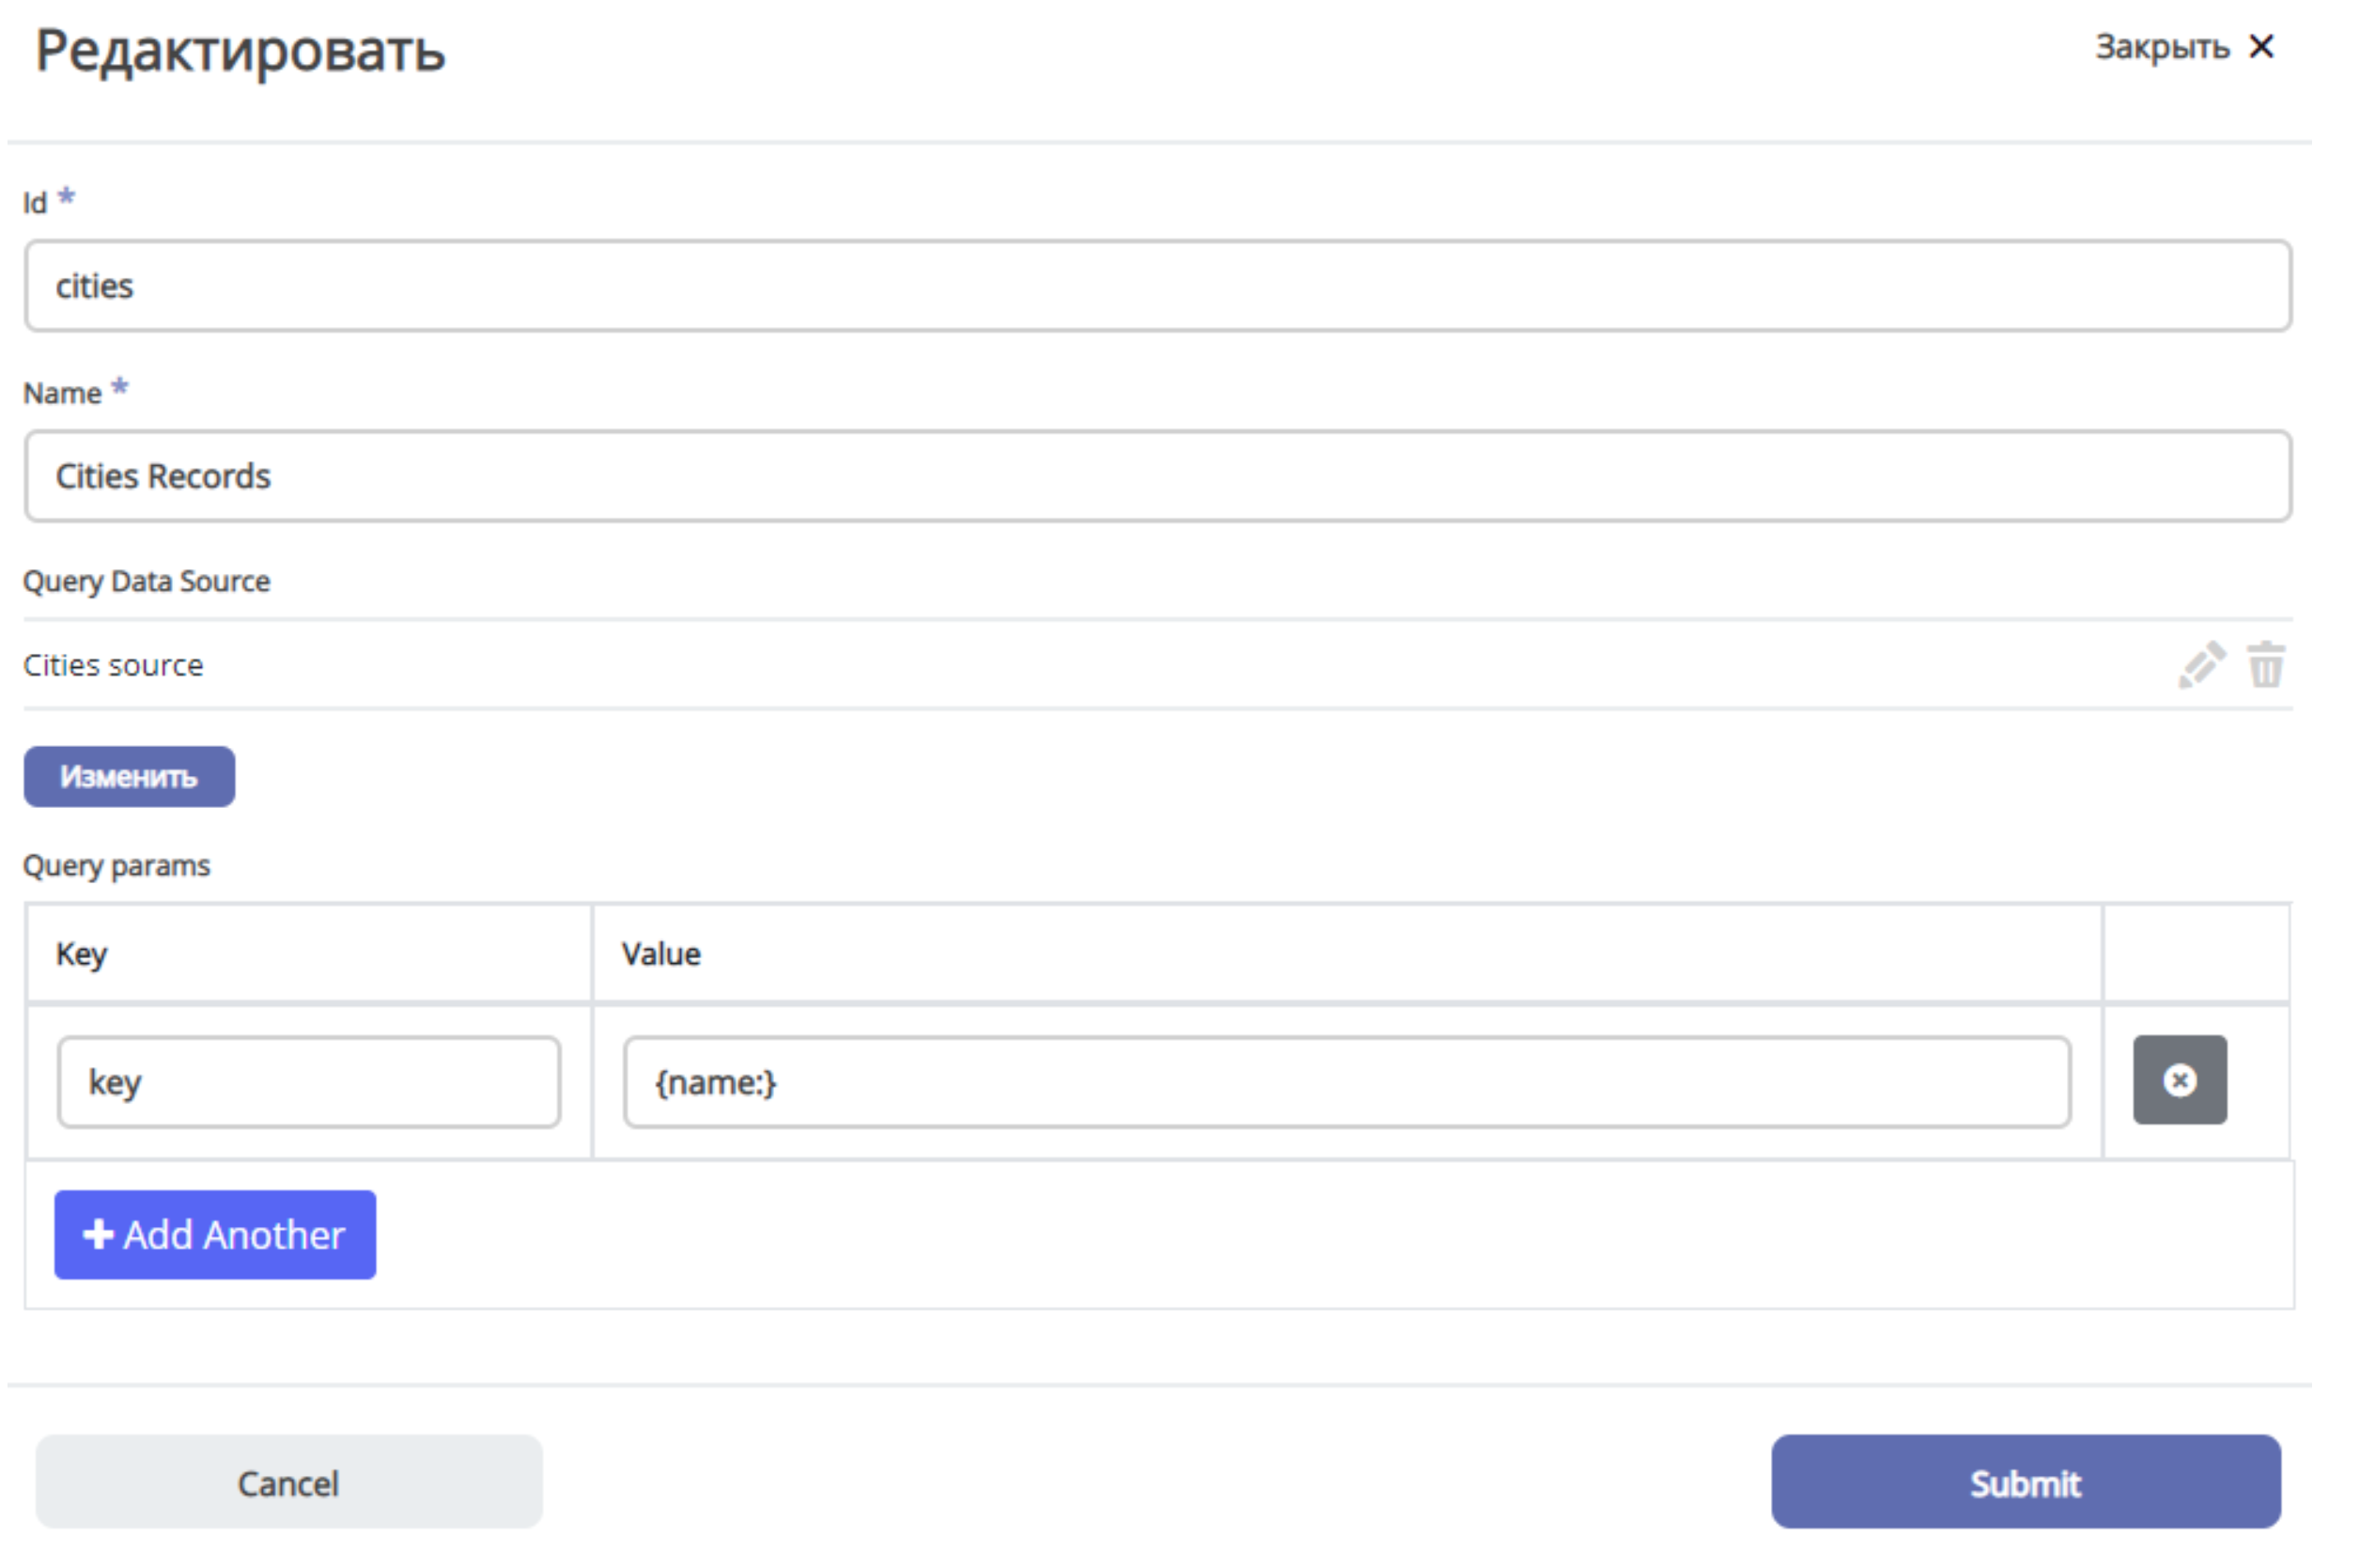 Редактировать
Закрыть ✕
Id *
cities
Name *
Cities Records
Query Data Source
Cities source
Изменить
Query params
Key Value
key {name:}
Add Another
Cancel Submit